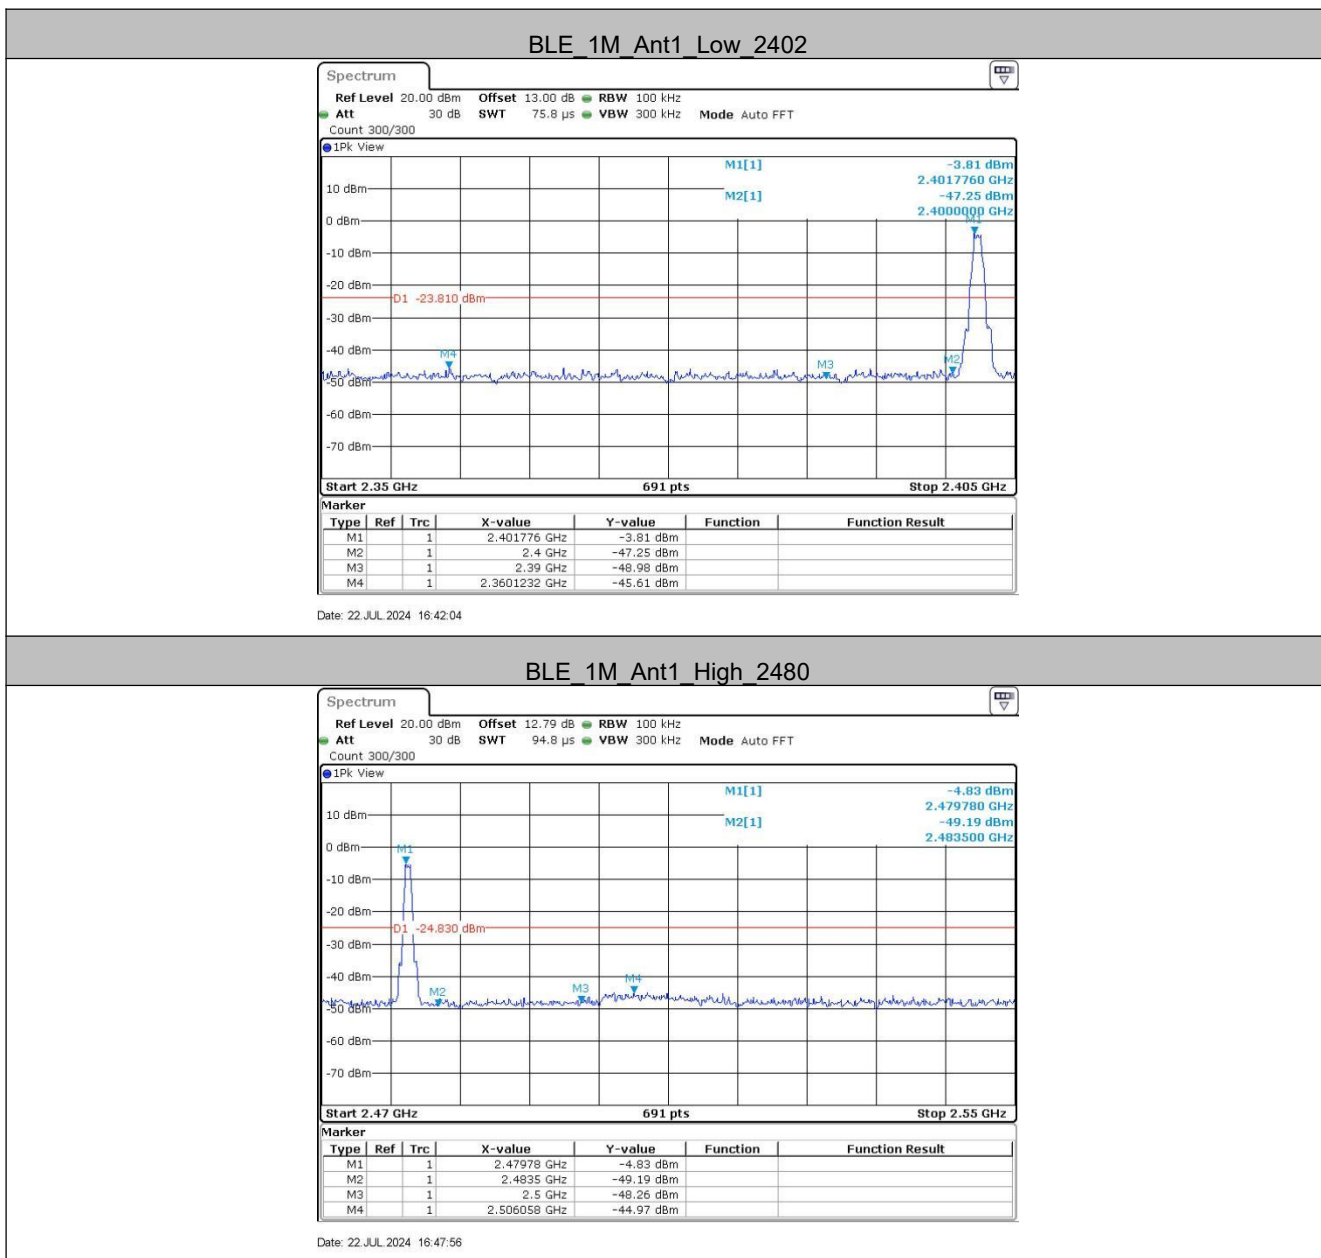 BLE_1M_Ant1_Low_2402
Spectrum
Ref Level 20.00 dBm Offset 13.00 dB RBW 100 kHz
Att 30 dB SWT 75.8 µs VBW 300 kHz Mode Auto FFT
Count 300/300
1Pk View
M1[1] -3.81 dBm
2.4017760 GHz
10 dBm
M2[1] -47.25 dBm
2.4000000 GHz
0 dBm
M1
-10 dBm
-20 dBm
D1 -23.810 dBm
-30 dBm
-40 dBm
M4
M3
M2
-50 dBm
-60 dBm
-70 dBm
Start 2.35 GHz 691 pts Stop 2.405 GHz
Marker
Type Ref Trc X-value Y-value Function Function Result
M1 1 2.401776 GHz -3.81 dBm
M2 1 2.4 GHz -47.25 dBm
M3 1 2.39 GHz -48.98 dBm
M4 1 2.3601232 GHz -45.61 dBm
Date: 22.JUL.2024 16:42:04
BLE_1M_Ant1_High_2480
Spectrum
Ref Level 20.00 dBm Offset 12.79 dB RBW 100 kHz
Att 30 dB SWT 94.8 µs VBW 300 kHz Mode Auto FFT
Count 300/300
1Pk View
M1[1] -4.83 dBm
2.479780 GHz
10 dBm
M2[1] -49.19 dBm
2.483500 GHz
0 dBm
M1
-10 dBm
-20 dBm
D1 -24.830 dBm
-30 dBm
-40 dBm
M4
M3
M2
-50 dBm
-60 dBm
-70 dBm
Start 2.47 GHz 691 pts Stop 2.55 GHz
Marker
Type Ref Trc X-value Y-value Function Function Result
M1 1 2.47978 GHz -4.83 dBm
M2 1 2.4835 GHz -49.19 dBm
M3 1 2.5 GHz -48.26 dBm
M4 1 2.506058 GHz -44.97 dBm
Date: 22.JUL.2024 16:47:56